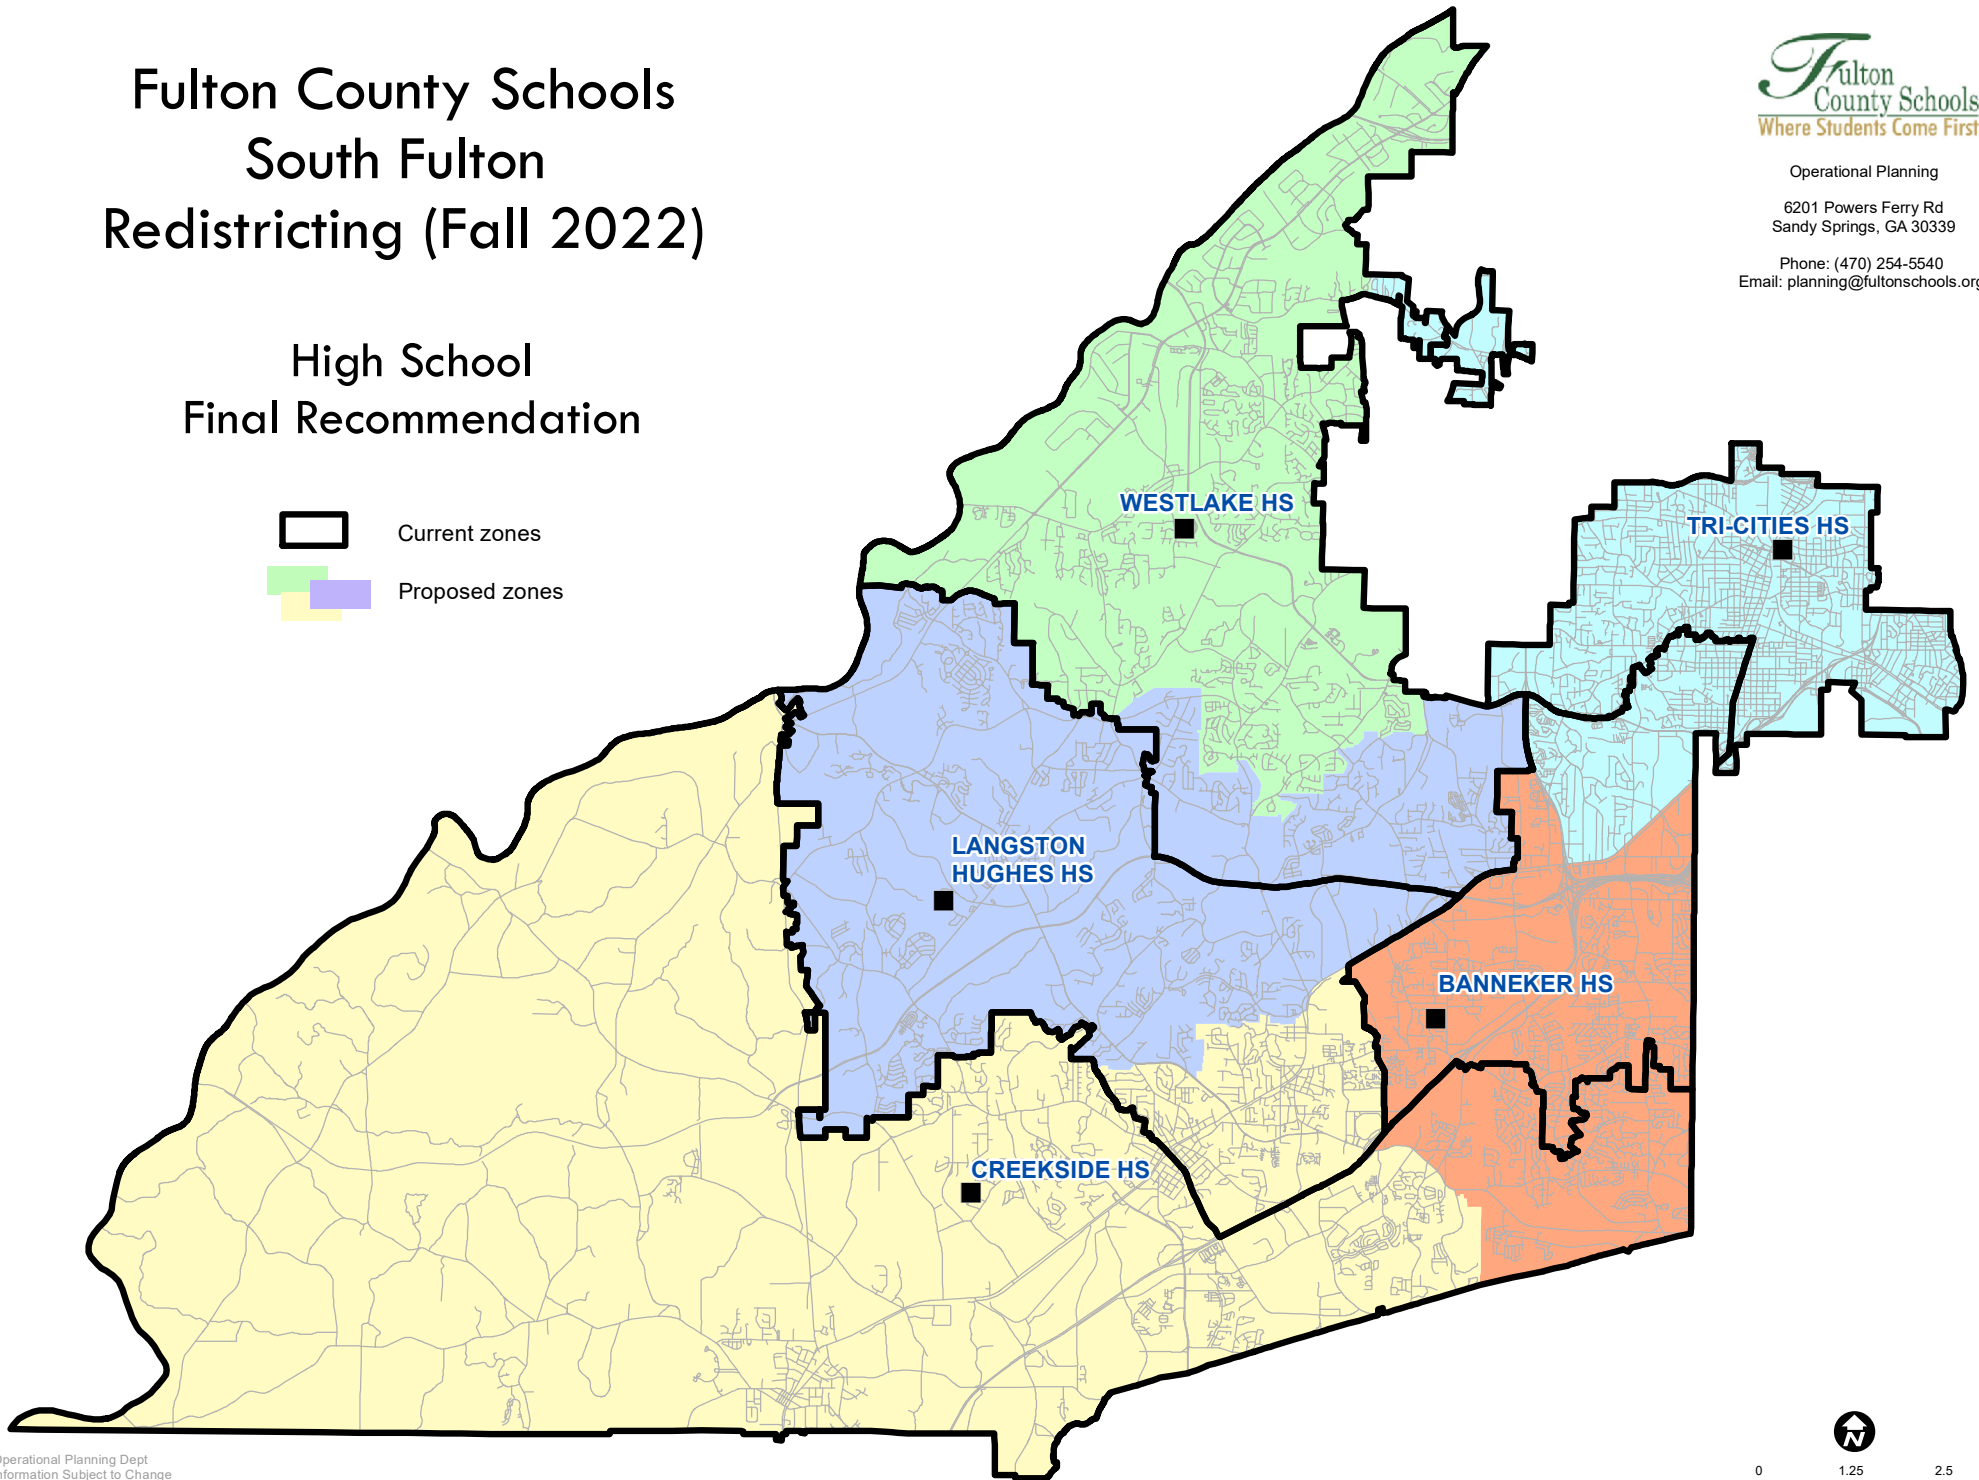 Fulton County Schools
South Fulton
Redistricting (Fall 2022)
High School
Final Recommendation
Current zones
Proposed zones
Fulton
County Schools
Where Students Come First
Operational Planning
6201 Powers Ferry Rd
Sandy Springs, GA 30339
Phone: (470) 254-5540
Email: planning@fultonschools.org
WESTLAKE HS
TRI-CITIES HS
LANGSTON
HUGHES HS
BANNEKER HS
CREEKSIDE HS
Operational Planning Dept
Information Subject to Change
N
0 1.25 2.5